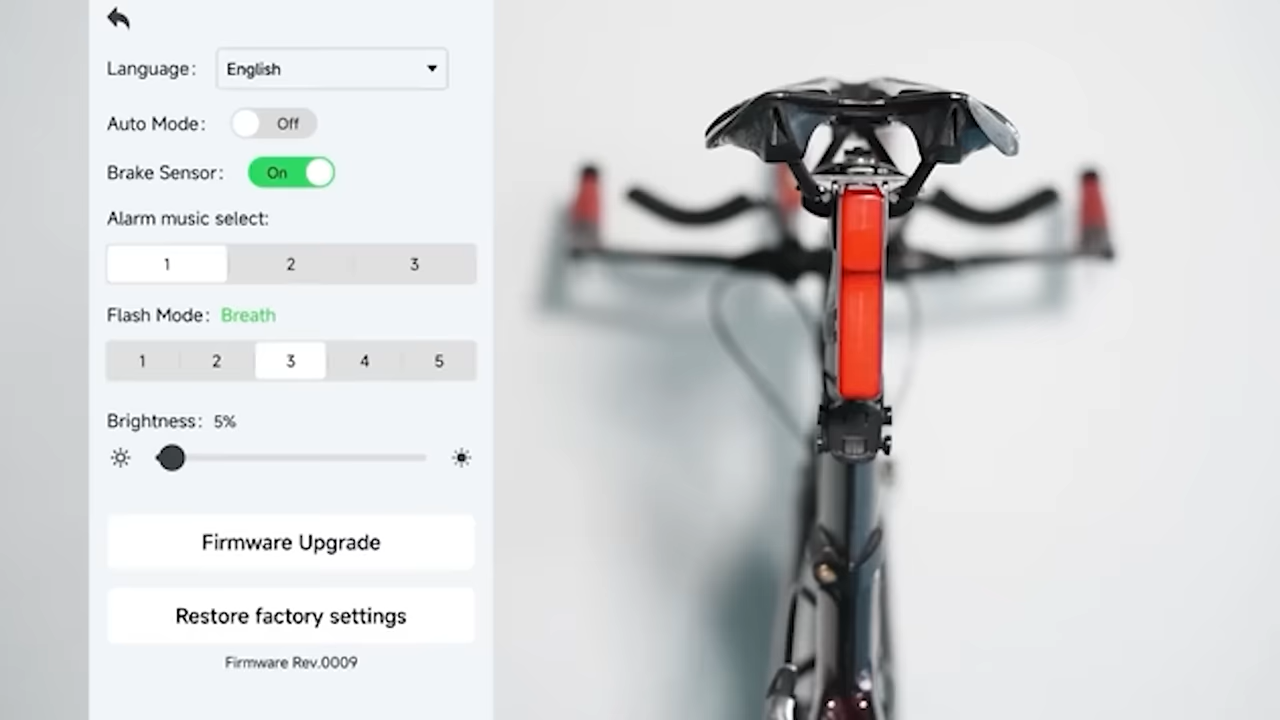 Language: English
Auto Mode: Off
Brake Sensor: On
Alarm music select:
1 2 3
Flash Mode: Breath
1 2 3 4 5
Brightness: 5%
Firmware Upgrade
Restore factory settings
Firmware Rev.0009